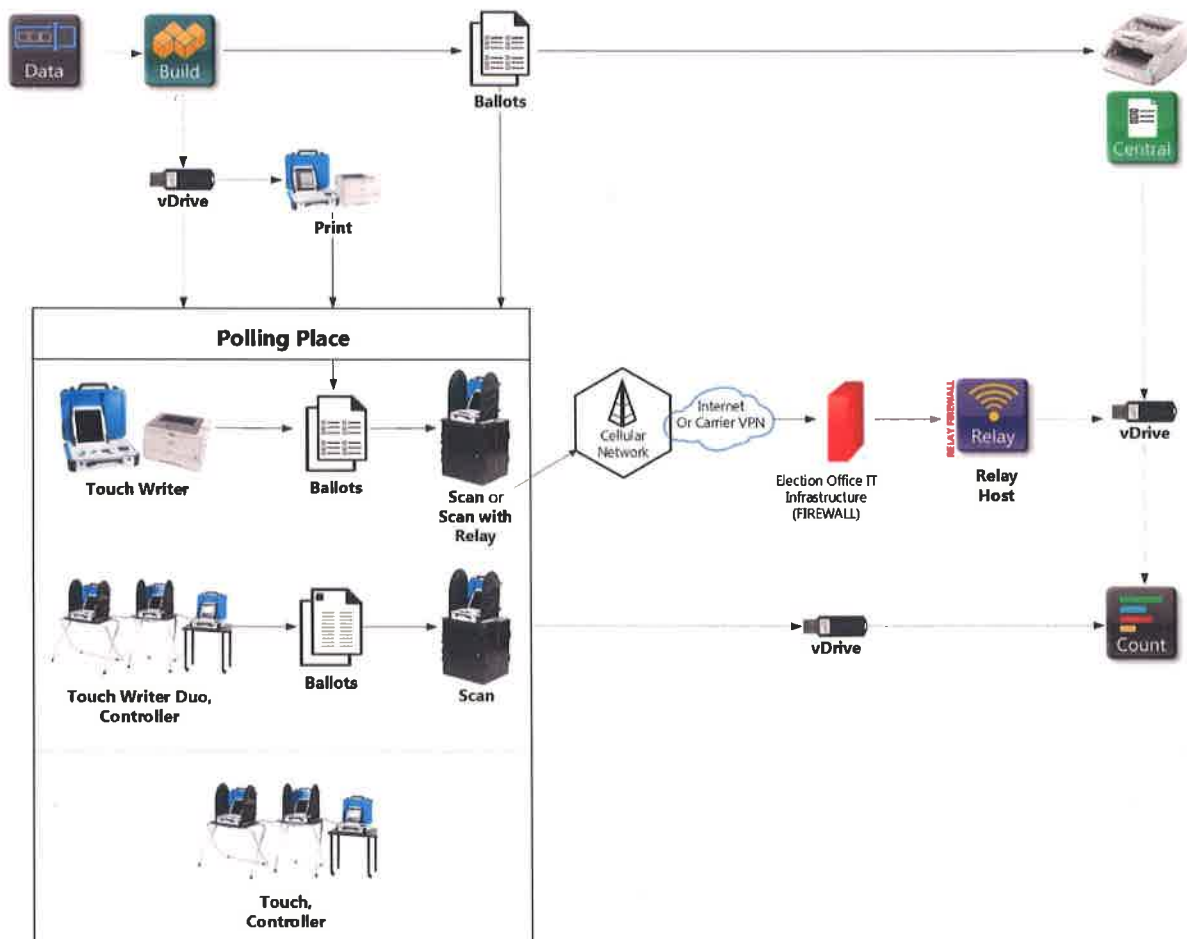 Data
Build
Ballots
Central
vDrive
Print
Polling Place
Touch Writer
Ballots
Scan or
Scan with
Relay
Cellular
Network
Internet
Or Carrier VPN
Election Office IT
Infrastructure
(FIREWALL)
RELAY FIREWALL
Relay
Relay
Host
vDrive
Touch Writer Duo,
Controller
Ballots
Scan
vDrive
Count
Touch,
Controller